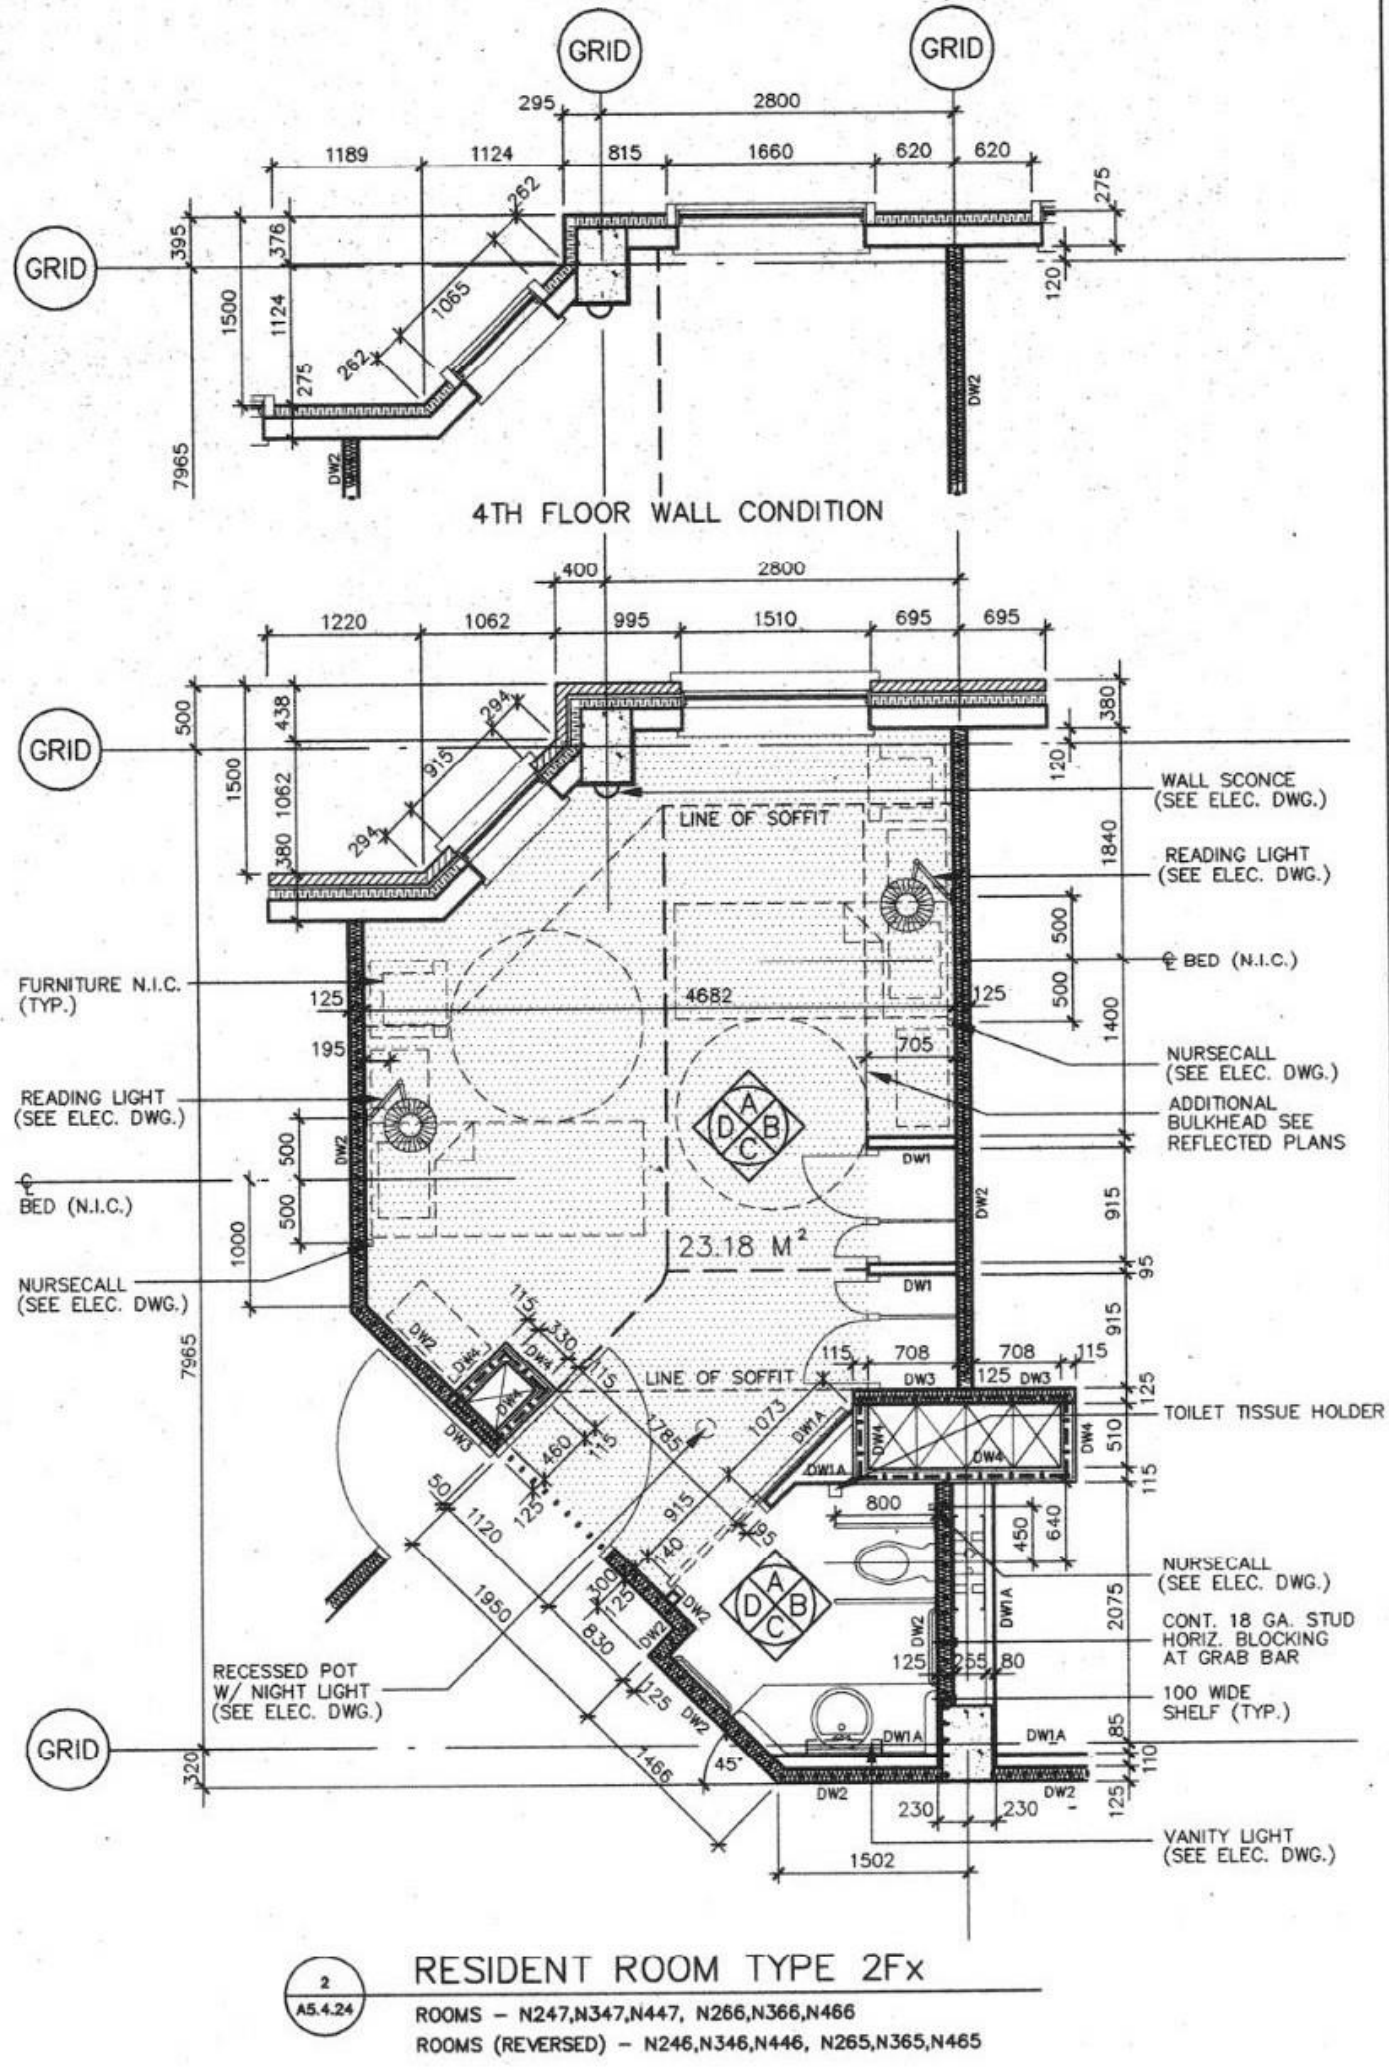 GRID
GRID
295
2800
1189
1124
815
1660
620
620
275
262
395
376
GRID
1065
1500
1124
120
262
275
7965
DW2
DW2
4TH FLOOR WALL CONDITION
400
2800
1220
1062
995
1510
695
695
500
438
294
380
GRID
915
120
1500
1062
WALL SCONCE
(SEE ELEC. DWG.)
LINE OF SOFFIT
294
380
1840
READING LIGHT
(SEE ELEC. DWG.)
500
℄ BED (N.I.C.)
FURNITURE N.I.C.
(TYP.)
125
4682
125
500
1400
195
705
NURSECALL
(SEE ELEC. DWG.)
READING LIGHT
(SEE ELEC. DWG.)
A
D B
C
ADDITIONAL
BULKHEAD SEE
REFLECTED PLANS
500
DW2
DW1
℄
BED (N.I.C.)
500
DW2
915
1000
23.18 M²
NURSECALL
(SEE ELEC. DWG.)
DW1
95
115
330
DW2
DW4
DW4
115
915
7965
LINE OF SOFFIT
115
708
708
115
DW3
125
DW3
125
DW4
1073
DW3
1785
DW1A
TOILET TISSUE HOLDER
460
115
DW4
DW4
510
DW1A
DW4
50
125
115
1120
915
800
450
640
95
140
NURSECALL
(SEE ELEC. DWG.)
1950
300
125
DW2
A
D B
C
DW2
DW1A
2075
CONT. 18 GA. STUD
HORIZ. BLOCKING
AT GRAB BAR
830
DW2
125
255
80
RECESSED POT
W/ NIGHT LIGHT
(SEE ELEC. DWG.)
125
DW2
100 WIDE
SHELF (TYP.)
GRID
DW1A
DW1A
85
320
1466
45°
110
DW2
DW2
125
230
230
VANITY LIGHT
(SEE ELEC. DWG.)
1502
2
A5.4.24
RESIDENT ROOM TYPE 2Fx
ROOMS – N247,N347,N447, N266,N366,N466
ROOMS (REVERSED) – N246,N346,N446, N265,N365,N465